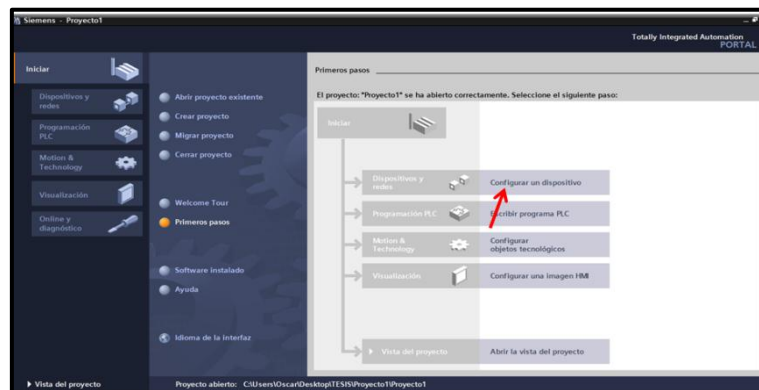 Siemens - Proyecto1
Totally Integrated Automation
PORTAL
Iniciar
Dispositivos y
redes
Programación
PLC
Motion &
Technology
Visualización
Online y
diagnóstico
Abrir proyecto existente
Crear proyecto
Migrar proyecto
Cerrar proyecto
Welcome Tour
Primeros pasos
Software instalado
Ayuda
Idioma de la interfaz
Primeros pasos
El proyecto: "Proyecto1" se ha abierto correctamente. Seleccione el siguiente paso:
Iniciar
Dispositivos y
redes
Configurar un dispositivo
Programación PLC
Escribir programa PLC
Motion &
Technology
Configurar
objetos tecnológicos
Visualización
Configurar una imagen HMI
Vista del proyecto
Abrir la vista del proyecto
Vista del proyecto
Proyecto abierto: C:\Users\Oscar\Desktop\TESIS\Proyecto1\Proyecto1